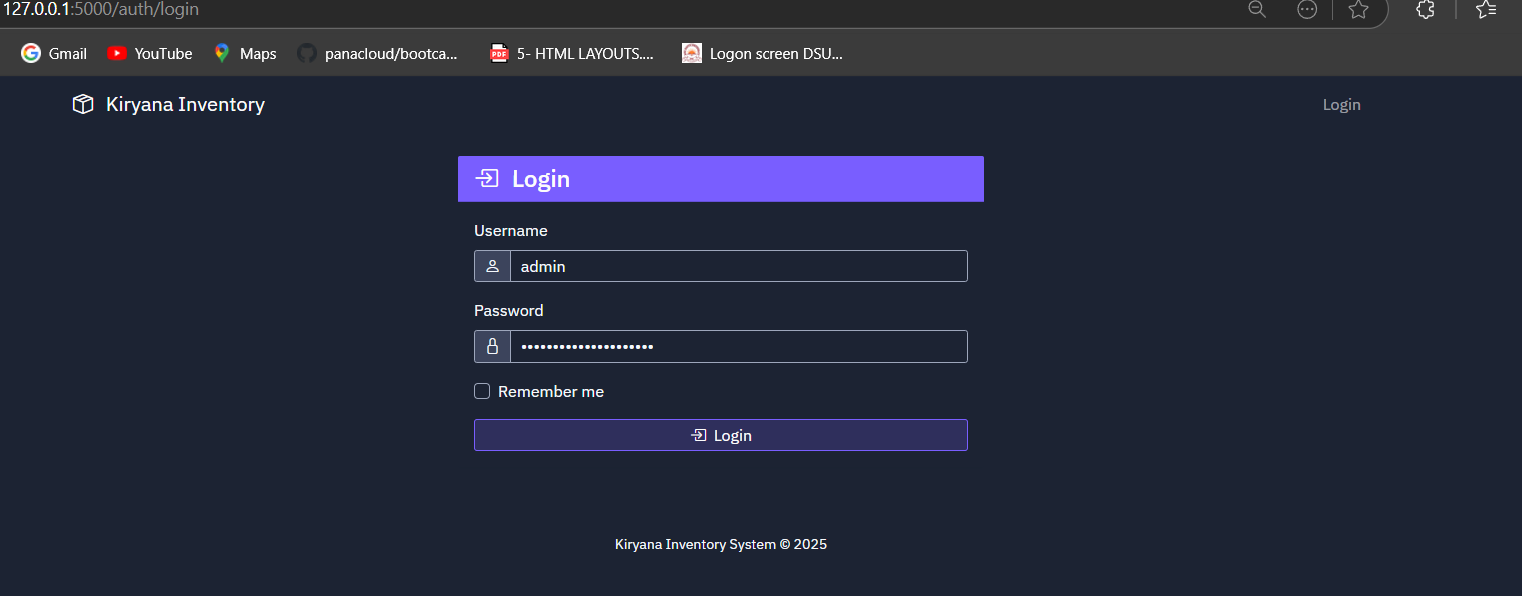 127.0.0.1:5000/auth/login
Gmail YouTube Maps panacloud/bootca... PDF 5- HTML LAYOUTS.... Logon screen DSU...
Kiryana Inventory Login
Login
Username
admin
Password
•••••••••••••••••••••
Remember me
Login
Kiryana Inventory System © 2025